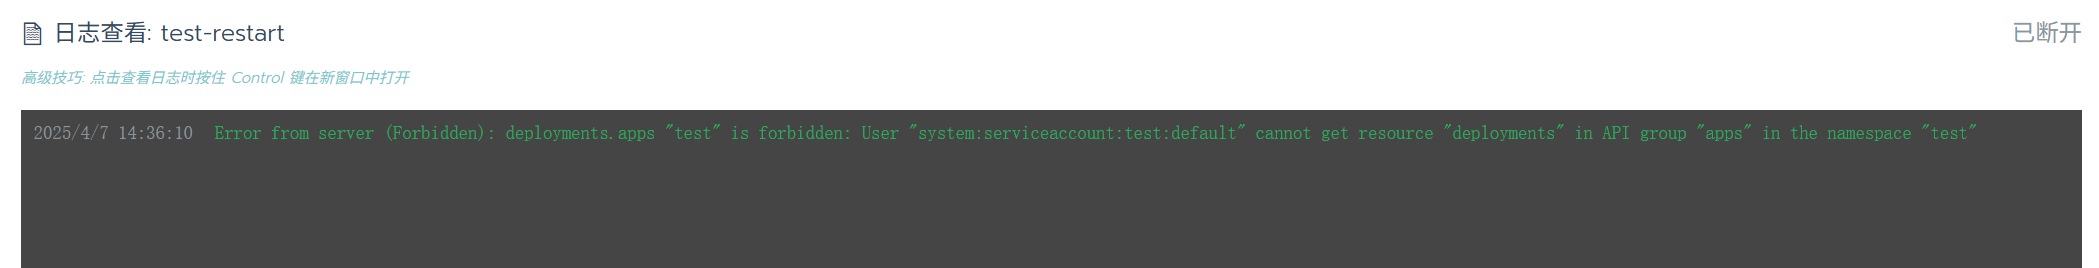 日志查看: test-restart
已断开
高级技巧: 点击查看日志时按住 Control 键在新窗口中打开
2025/4/7 14:36:10 Error from server (Forbidden): deployments.apps "test" is forbidden: User "system:serviceaccount:test:default" cannot get resource "deployments" in API group "apps" in the namespace "test"